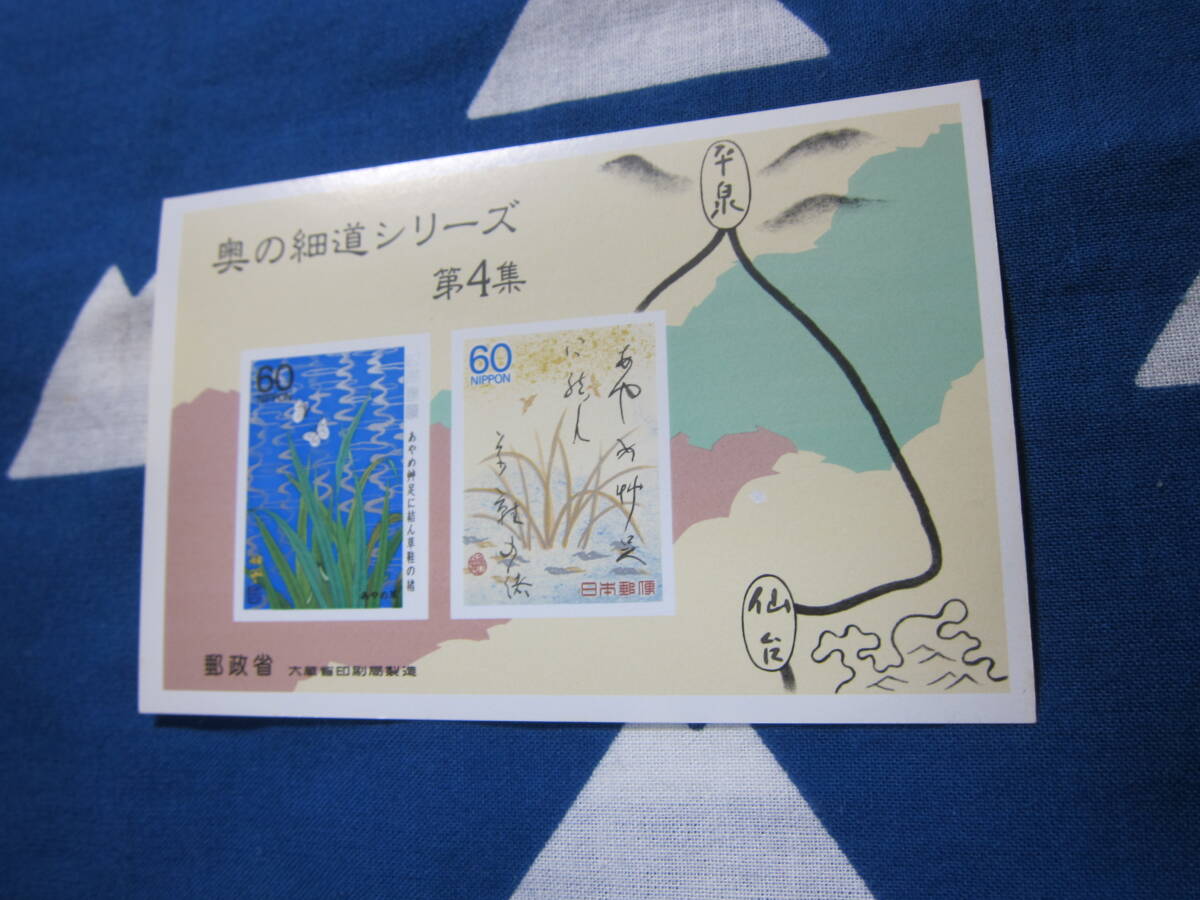 奥の細道シリーズ
第4集
平泉
60
NIPPON
あやめ艸足に結ん草鞋の緒
60
NIPPON
あやめ艸足
に結ん
草鞋の緒
日本郵便
仙台
郵政省 大蔵省印刷局製造